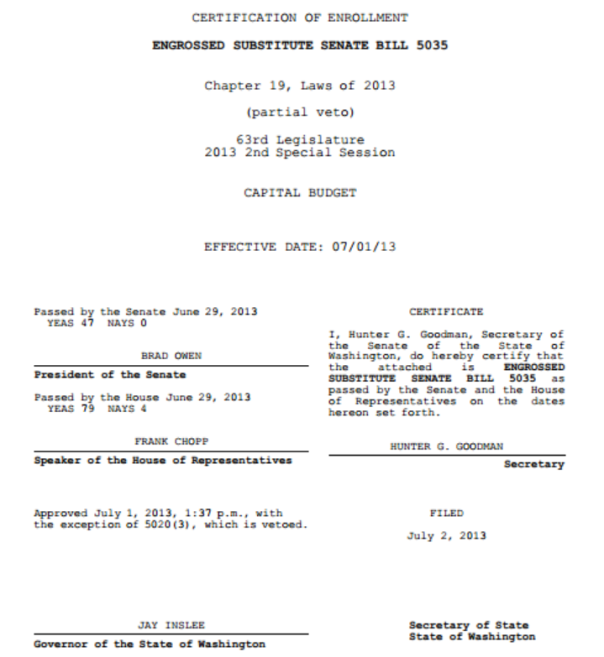 CERTIFICATION OF ENROLLMENT
ENGROSSED SUBSTITUTE SENATE BILL 5035
Chapter 19, Laws of 2013
(partial veto)
63rd Legislature
2013 2nd Special Session
CAPITAL BUDGET
EFFECTIVE DATE: 07/01/13
Passed by the Senate June 29, 2013
YEAS 47 NAYS 0
BRAD OWEN
President of the Senate
Passed by the House June 29, 2013
YEAS 79 NAYS 4
FRANK CHOPP
Speaker of the House of Representatives
Approved July 1, 2013, 1:37 p.m., with
the exception of 5020(3), which is vetoed.
JAY INSLEE
Governor of the State of Washington
CERTIFICATE
I, Hunter G. Goodman, Secretary of
the Senate of the State of
Washington, do hereby certify that
the attached is ENGROSSED
SUBSTITUTE SENATE BILL 5035 as
passed by the Senate and the House
of Representatives on the dates
hereon set forth.
HUNTER G. GOODMAN
Secretary
FILED
July 2, 2013
Secretary of State
State of Washington